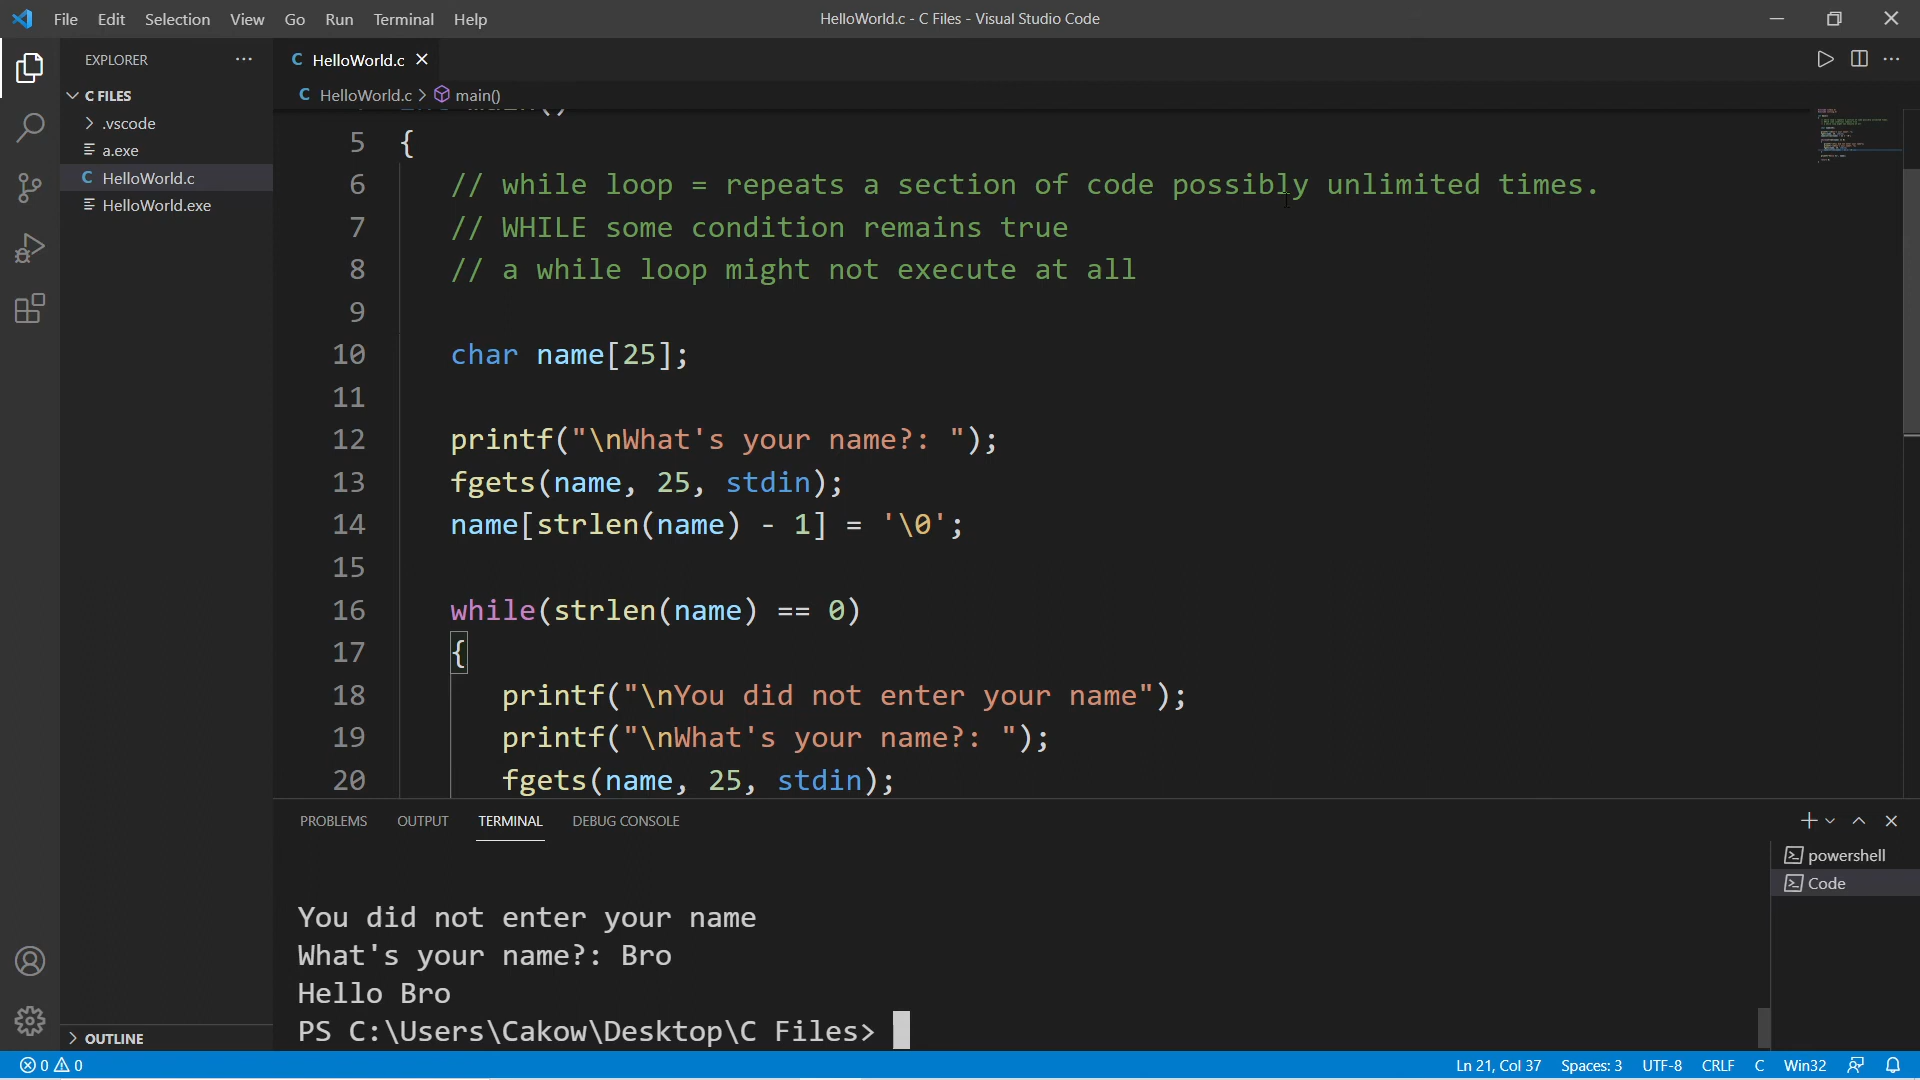 File Edit Selection View Go Run Terminal Help
HelloWorld.c - C Files - Visual Studio Code
EXPLORER
C FILES
.vscode
a.exe
C HelloWorld.c
HelloWorld.exe
OUTLINE
C HelloWorld.c
C HelloWorld.c > main()
5 {
6 // while loop = repeats a section of code possibly unlimited times.
7 // WHILE some condition remains true
8 // a while loop might not execute at all
9
10 char name[25];
11
12 printf("\nWhat's your name?: ");
13 fgets(name, 25, stdin);
14 name[strlen(name) - 1] = '\0';
15
16 while(strlen(name) == 0)
17 {
18 printf("\nYou did not enter your name");
19 printf("\nWhat's your name?: ");
20 fgets(name, 25, stdin);
PROBLEMS OUTPUT TERMINAL DEBUG CONSOLE
powershell
Code
You did not enter your name
What's your name?: Bro
Hello Bro
PS C:\Users\Cakow\Desktop\C Files>
0 0
Ln 21, Col 37 Spaces: 3 UTF-8 CRLF C Win32